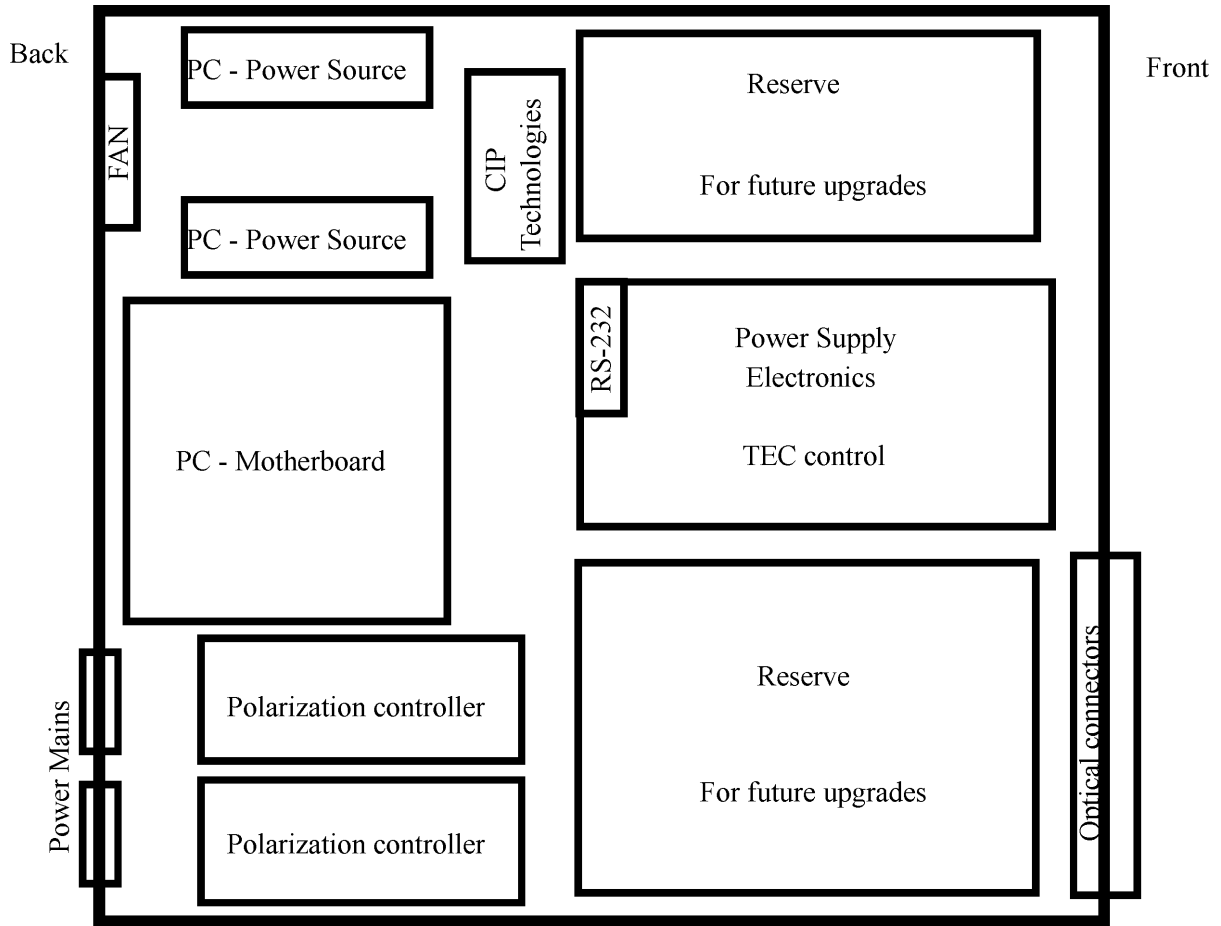 Back
Front
PC - Power Source
FAN
CIP
Technologies
Reserve
For future upgrades
PC - Power Source
RS-232
Power Supply
Electronics
TEC control
PC - Motherboard
Power Mains
Polarization controller
Polarization controller
Reserve
For future upgrades
Optical connectors